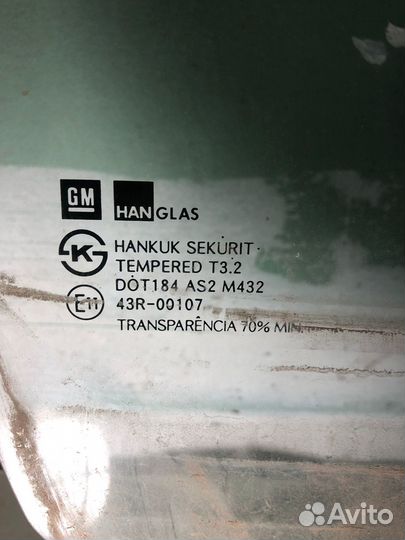 GM HANGLAS
HANKUK SEKURIT
TEMPERED T3.2
DOT184 AS2 M432
E11 43R-00107
TRANSPARÊNCIA 70% MIN.
Avito